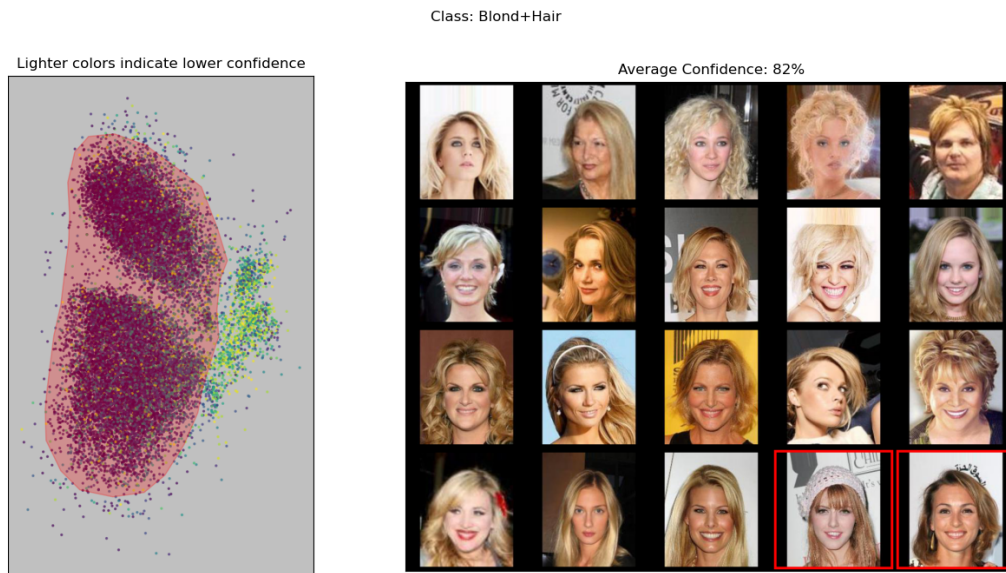 Class: Blond+Hair
Lighter colors indicate lower confidence
Average Confidence: 82%